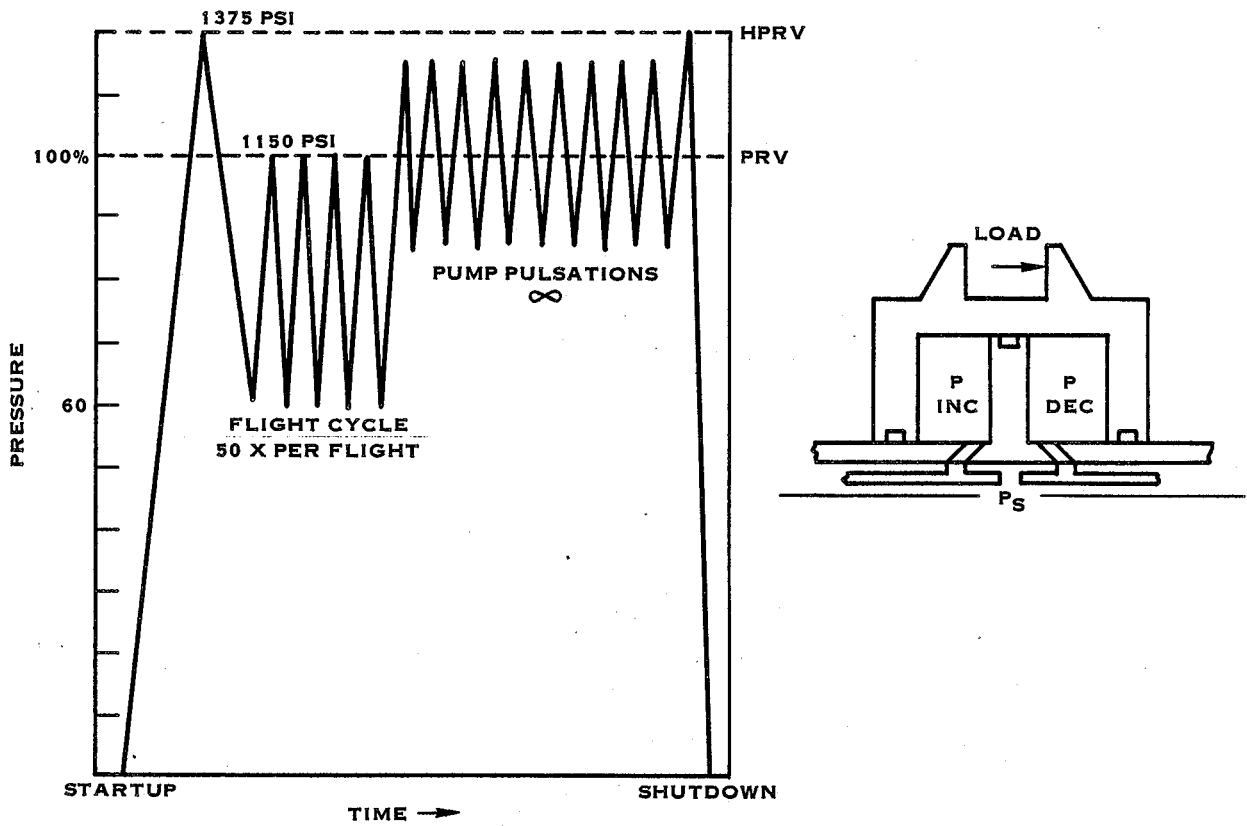 1375 PSI
HPRV
1150 PSI
100%
PRV
PUMP PULSATIONS
∞
PRESSURE
60
FLIGHT CYCLE
50 X PER FLIGHT
STARTUP
SHUTDOWN
TIME →
LOAD
P
INC
P
DEC
PS